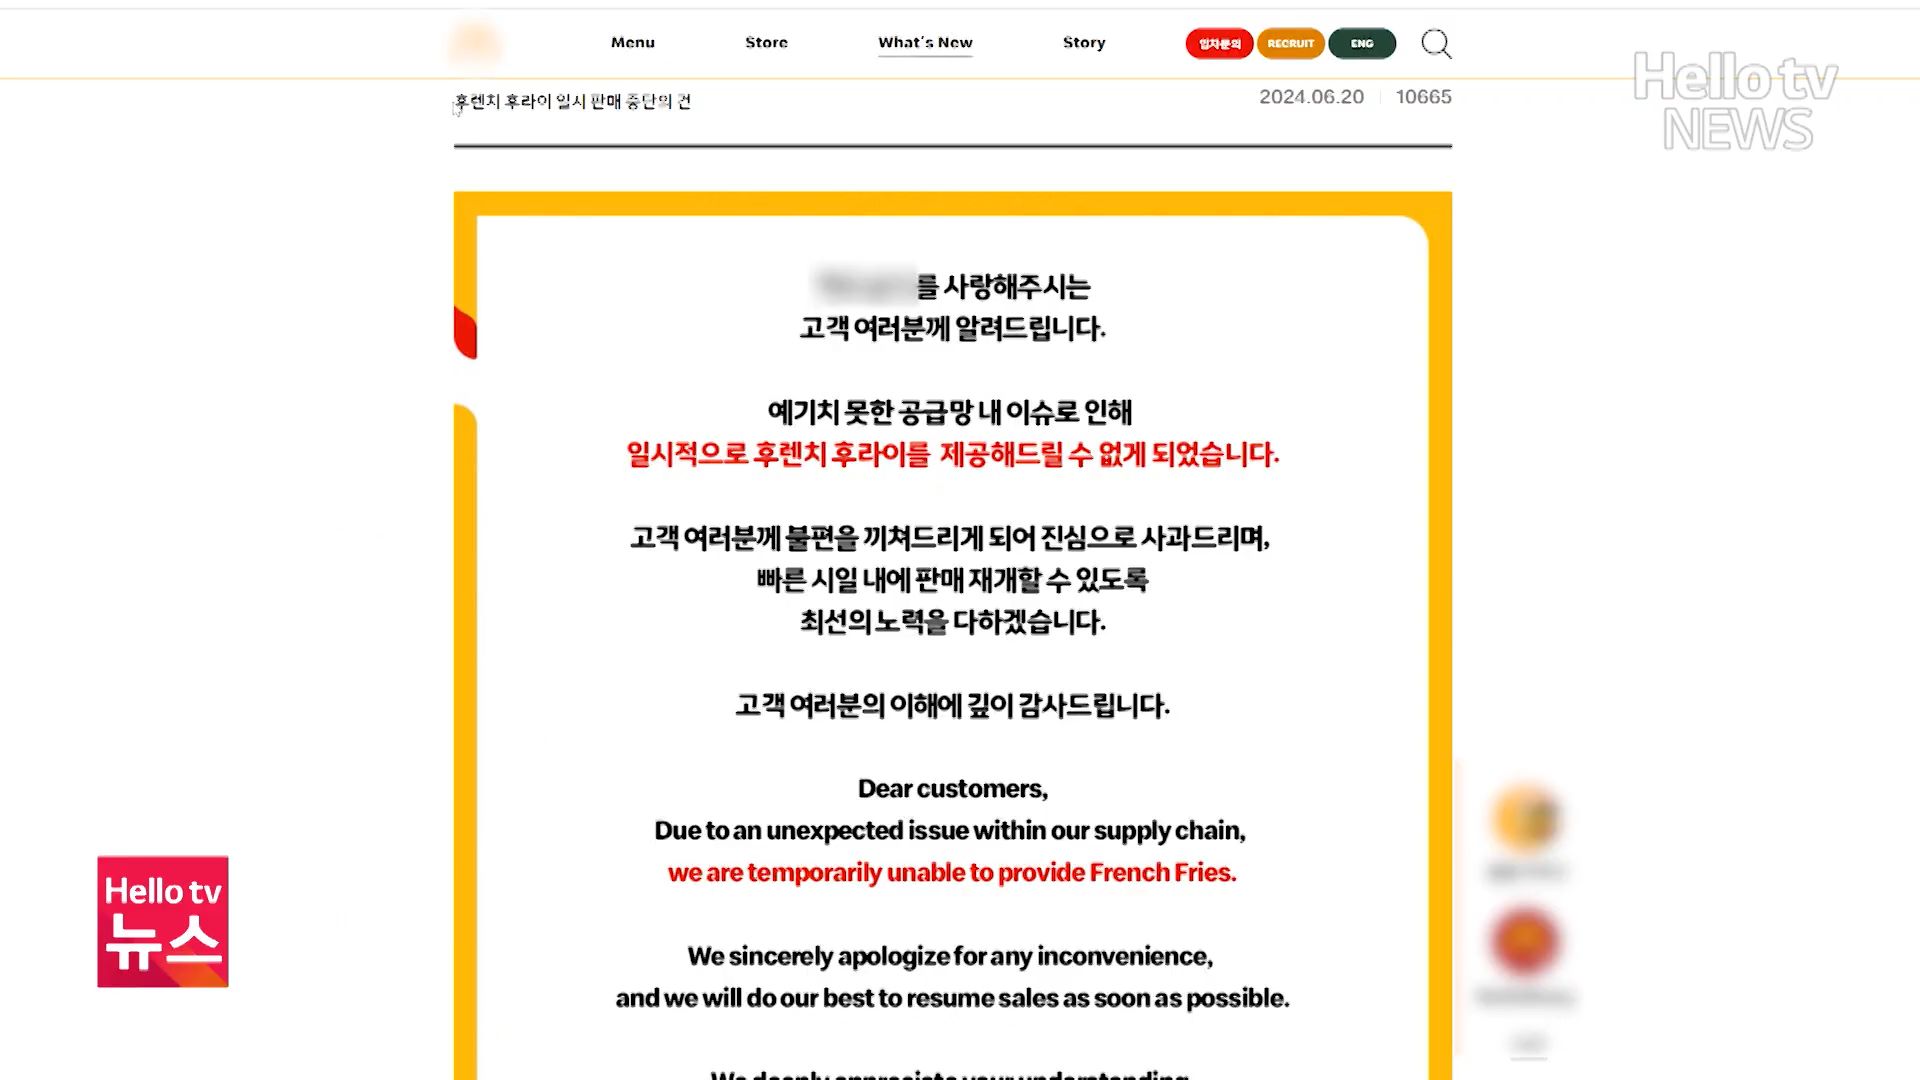 Menu
Store
What's New
Story
입차문의
RECRUIT
ENG
Hello tv
NEWS
후렌치 후라이 일시 판매 중단의 건
2024.06.20
10665
를 사랑해주시는
고객 여러분께 알려드립니다.
예기치 못한 공급망 내 이슈로 인해
일시적으로 후렌치 후라이를 제공해드릴 수 없게 되었습니다.
고객 여러분께 불편을 끼쳐드리게 되어 진심으로 사과드리며,
빠른 시일 내에 판매 재개할 수 있도록
최선의 노력을 다하겠습니다.
고객 여러분의 이해에 깊이 감사드립니다.
Dear customers,
Due to an unexpected issue within our supply chain,
we are temporarily unable to provide French Fries.
We sincerely apologize for any inconvenience,
and we will do our best to resume sales as soon as possible.
We deeply appreciate your understanding
Hello tv
뉴스